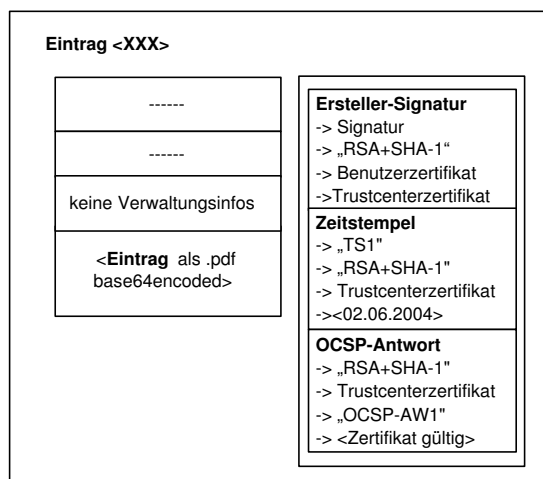 Eintrag <XXX>
------
------
keine Verwaltungsinfos
<Eintrag als .pdf
base64encoded>
Ersteller-Signatur
-> Signatur
-> „RSA+SHA-1“
-> Benutzerzertifikat
->Trustcenterzertifikat
Zeitstempel
-> „TS1"
-> „RSA+SHA-1"
-> Trustcenterzertifikat
-><02.06.2004>
OCSP-Antwort
-> „RSA+SHA-1"
-> Trustcenterzertifikat
-> „OCSP-AW1"
-> <Zertifikat gültig>